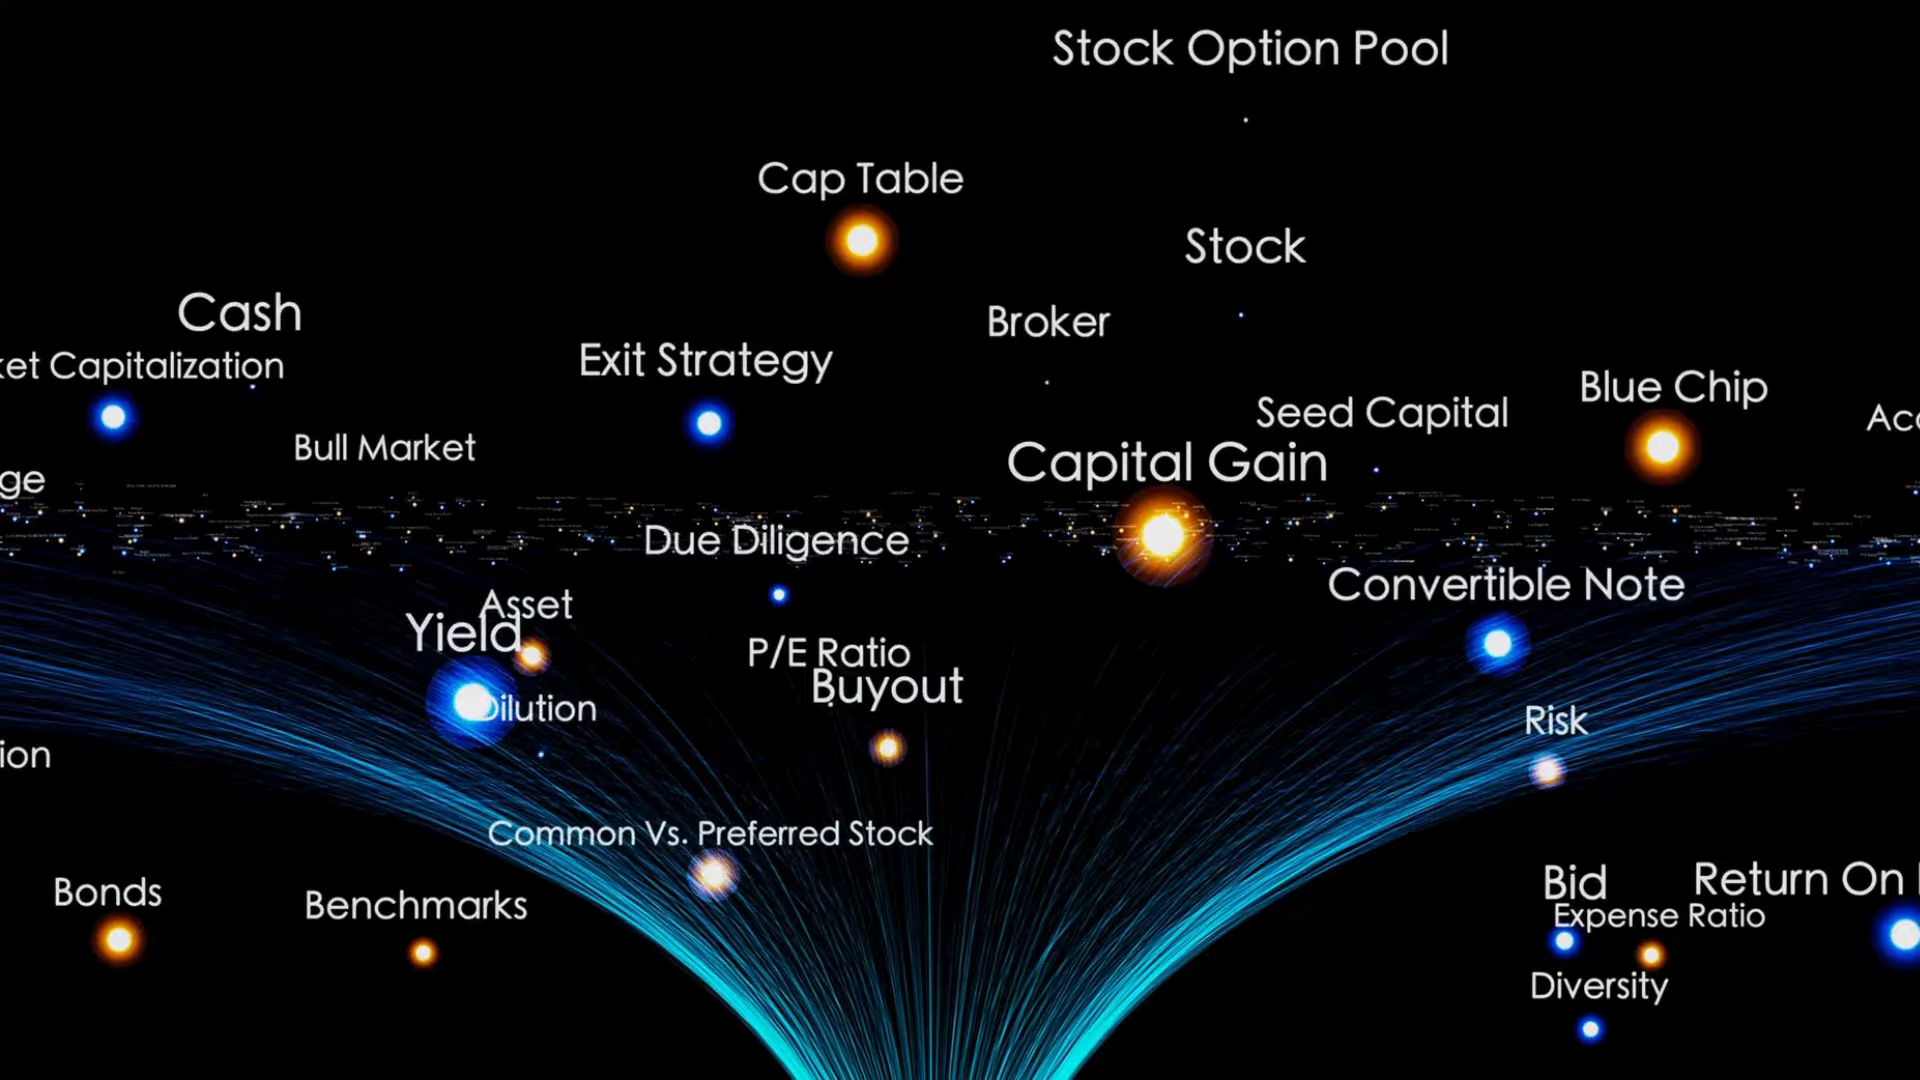 Stock Option Pool
Cap Table
Stock
Cash
Broker
Exit Strategy
ket Capitalization
Blue Chip
Seed Capital
Acc
Bull Market
Capital Gain
ge
Due Diligence
Convertible Note
Asset
Yield
P/E Ratio
Buyout
Dilution
Risk
ion
Common Vs. Preferred Stock
Bonds
Benchmarks
Bid
Return On
Expense Ratio
Diversity